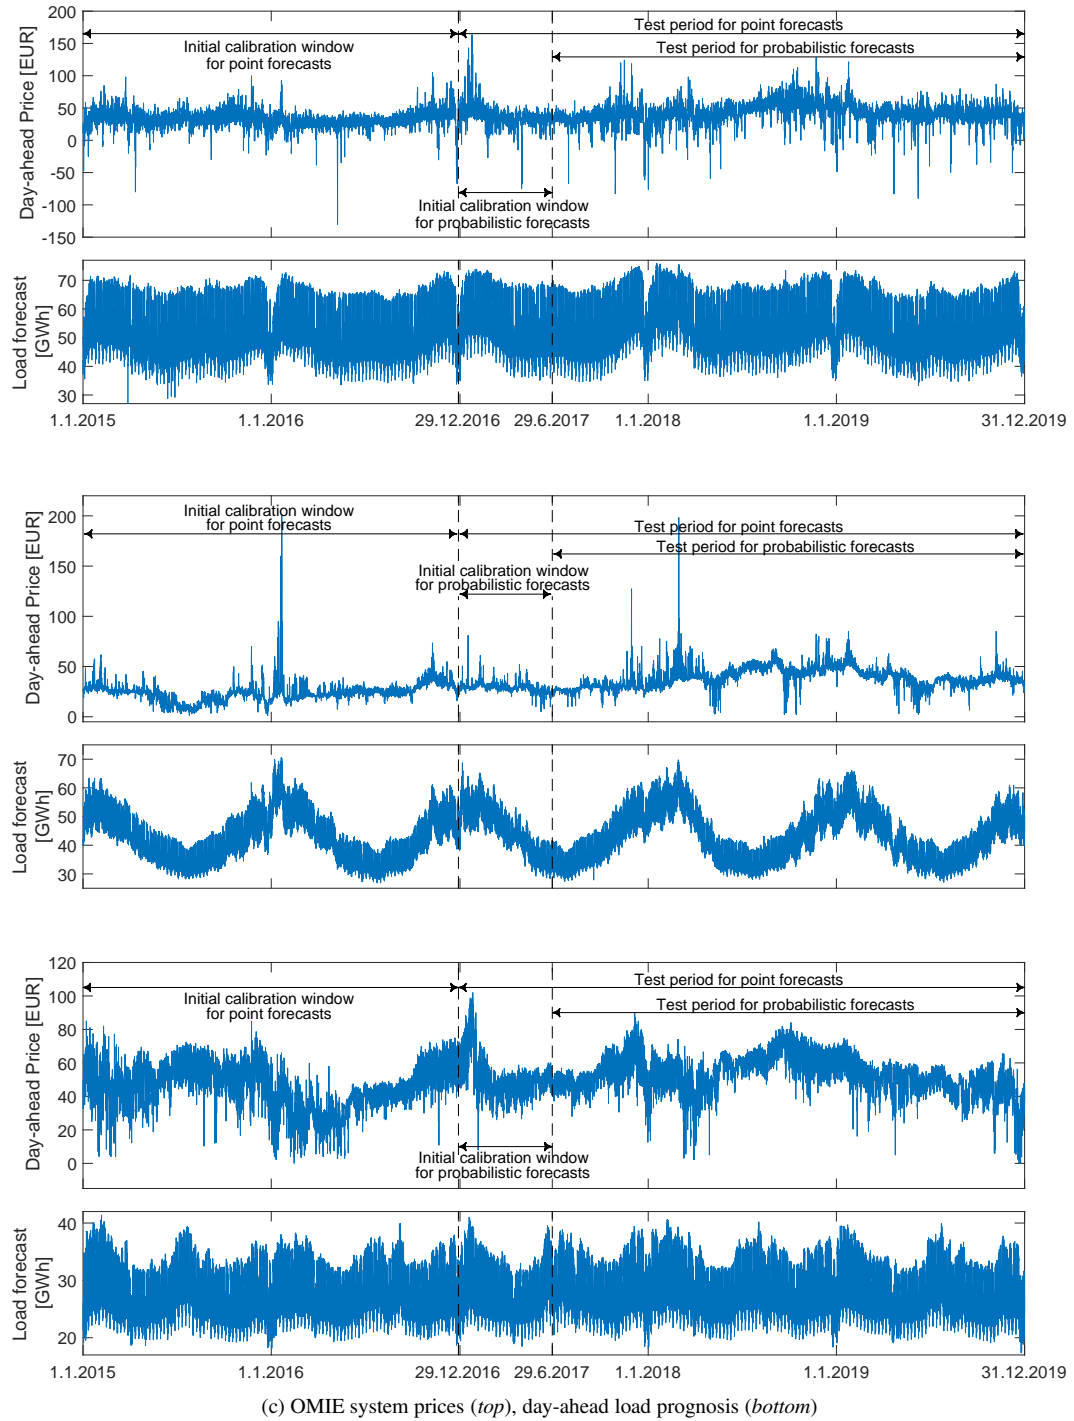 200
150
100
50
0
-50
-100
-150
Day-ahead Price [EUR]
Initial calibration window
for point forecasts
Test period for point forecasts
Test period for probabilistic forecasts
Initial calibration window
for probabilistic forecasts
70
60
50
40
30
Load forecast
[GWh]
1.1.2015
1.1.2016
29.12.2016
29.6.2017
1.1.2018
1.1.2019
31.12.2019
200
150
100
50
0
Day-ahead Price [EUR]
Initial calibration window
for point forecasts
Test period for point forecasts
Test period for probabilistic forecasts
Initial calibration window
for probabilistic forecasts
70
60
50
40
30
Load forecast
[GWh]
120
100
80
60
40
20
0
Day-ahead Price [EUR]
Initial calibration window
for point forecasts
Test period for point forecasts
Test period for probabilistic forecasts
Initial calibration window
for probabilistic forecasts
40
30
20
Load forecast
[GWh]
1.1.2015
1.1.2016
29.12.2016
29.6.2017
1.1.2018
1.1.2019
31.12.2019
(c) OMIE system prices (top), day-ahead load prognosis (bottom)